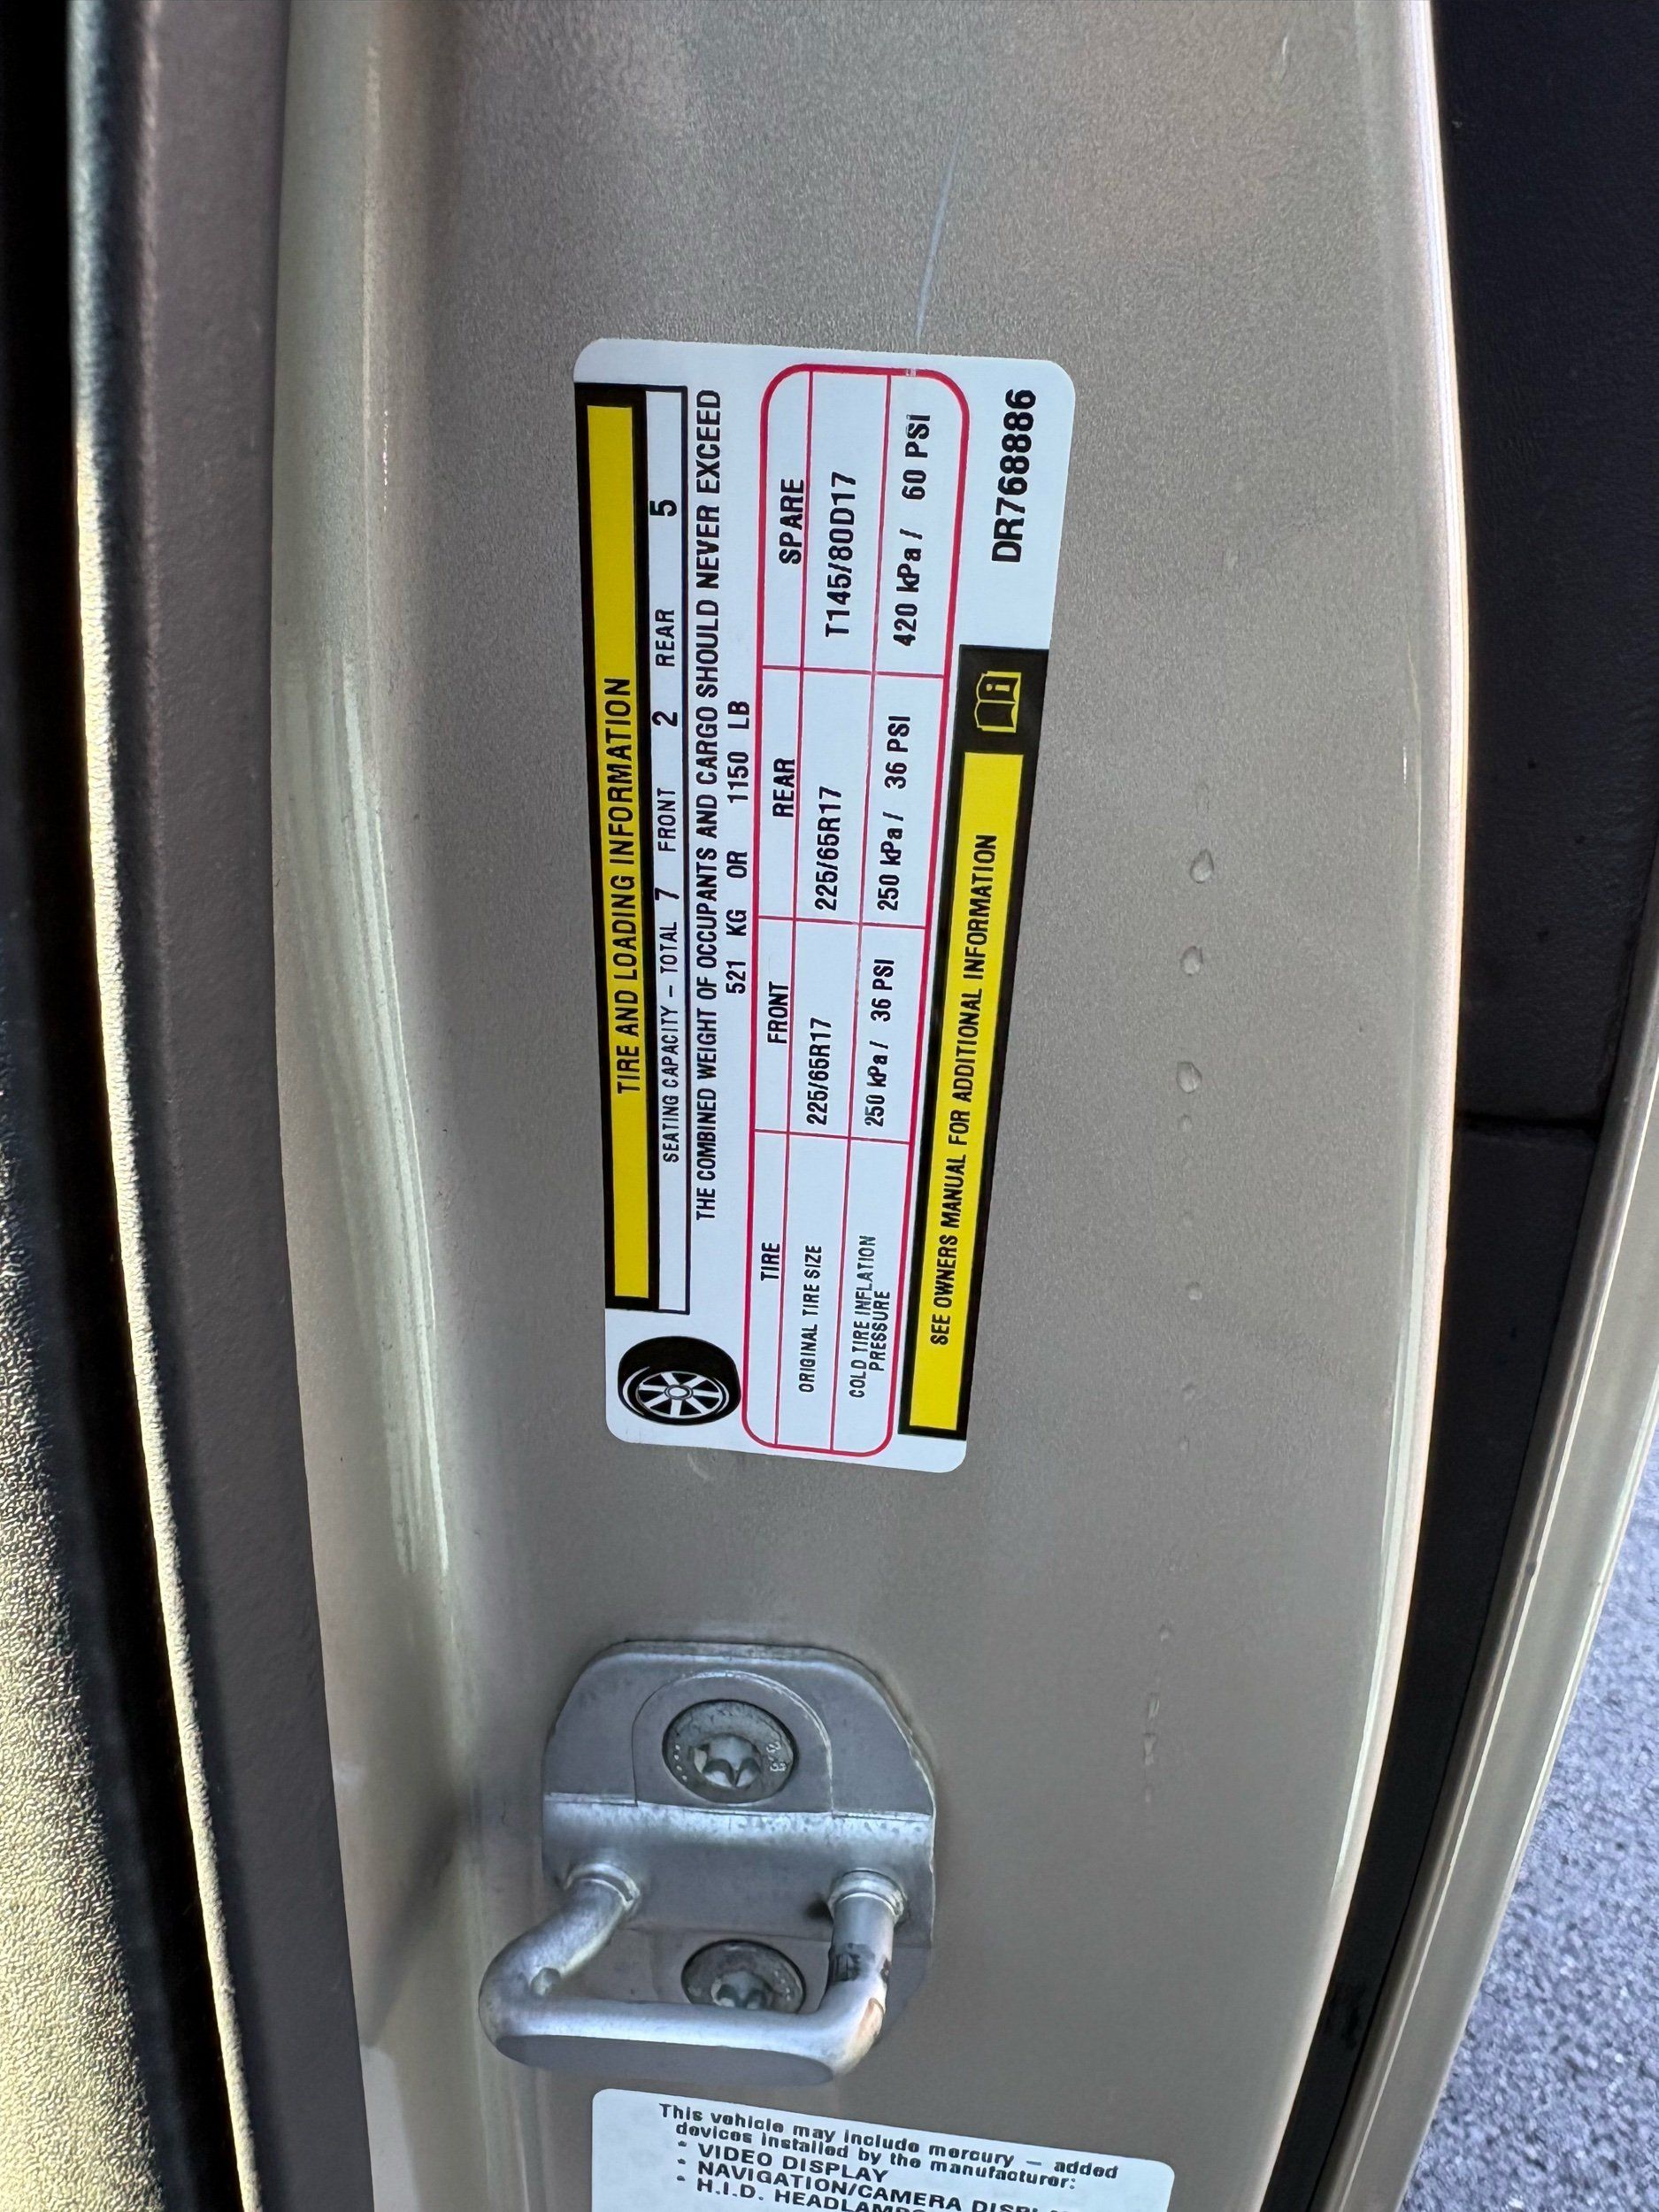 TIRE AND LOADING INFORMATION
SEATING CAPACITY – TOTAL 7 FRONT 2 REAR 5
THE COMBINED WEIGHT OF OCCUPANTS AND CARGO SHOULD NEVER EXCEED
521 KG OR 1150 LB
TIRE FRONT REAR SPARE
ORIGINAL TIRE SIZE 225/65R17 225/65R17 T145/80D17
COLD TIRE INFLATION PRESSURE 250 kPa / 36 PSI 250 kPa / 36 PSI 420 kPa / 60 PSI
SEE OWNERS MANUAL FOR ADDITIONAL INFORMATION
DR768886
This vehicle may include mercury – added
devices installed by the manufacturer:
* VIDEO DISPLAY
* NAVIGATION/CAMERA
* H.I.D.